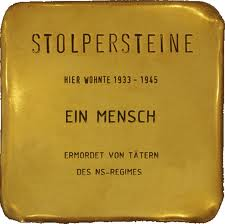 STOLPERSTEINE
HIER WOHNTE 1933 - 1945
EIN MENSCH
ERMORDET VON TÄTERN
DES NS-REGIMES